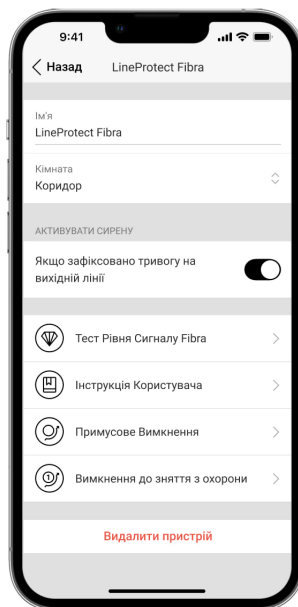 9:41
Назад LineProtect Fibra
Ім'я
LineProtect Fibra
Кімната
Коридор
АКТИВУВАТИ СИРЕНУ
Якщо зафіксовано тривогу на
вихідній лінії
Тест Рівня Сигналу Fibra
Інструкція Користувача
Примусове Вимкнення
Вимкнення до зняття з охорони
Видалити пристрій